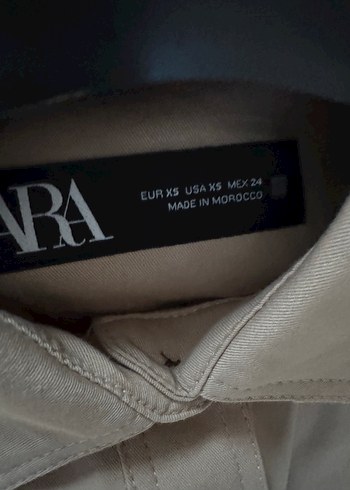 ARA
EUR XS USA XS MEX 24
MADE IN MOROCCO